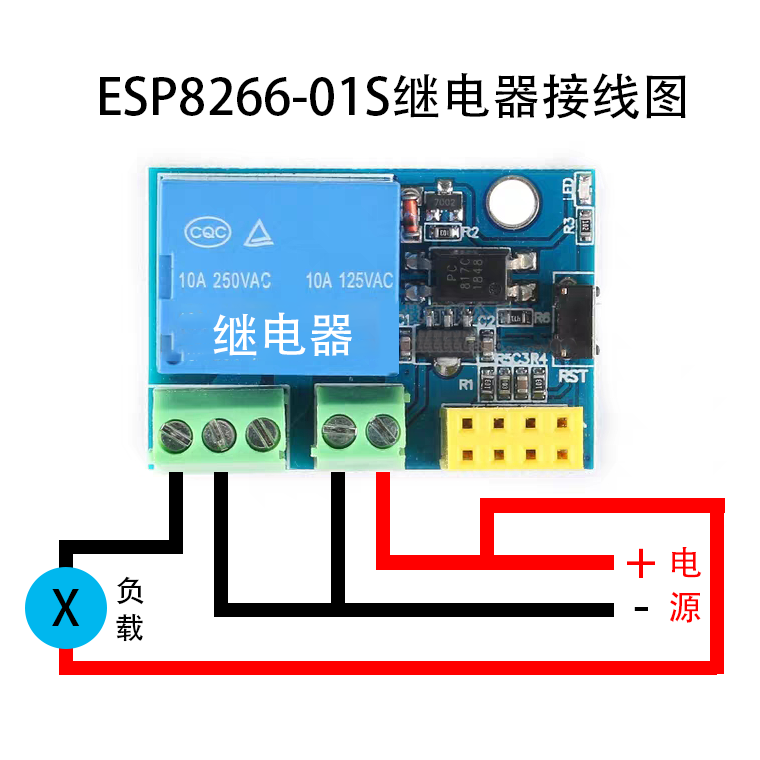 ESP8266-01S继电器接线图
LED
7002
R2
R3
CQC
10A 250VAC
10A 125VAC
PC
817C
1848
继电器
C1
C2
R6
R5C3R4
R1
RST
X
负载
+
-
电源